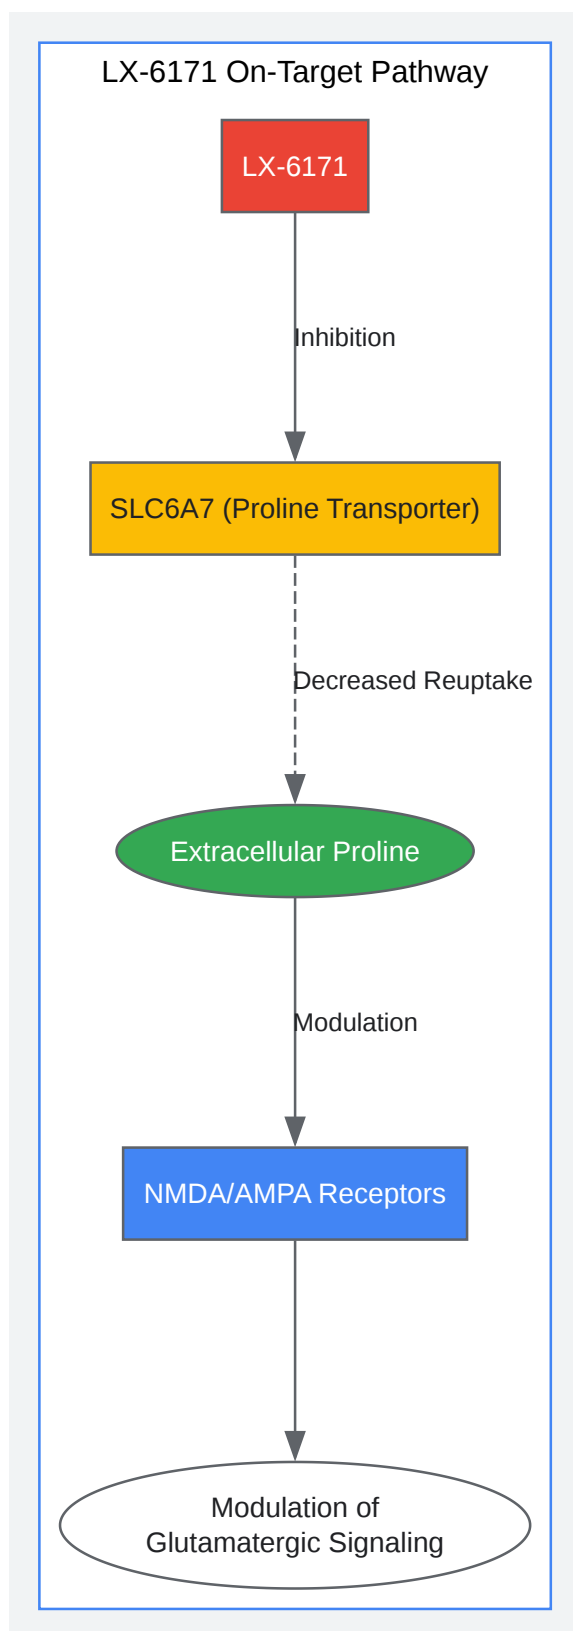 LX-6171 On-Target Pathway
LX-6171
Inhibition
SLC6A7 (Proline Transporter)
Decreased Reuptake
Extracellular Proline
Modulation
NMDA/AMPA Receptors
Modulation of
Glutamatergic Signaling